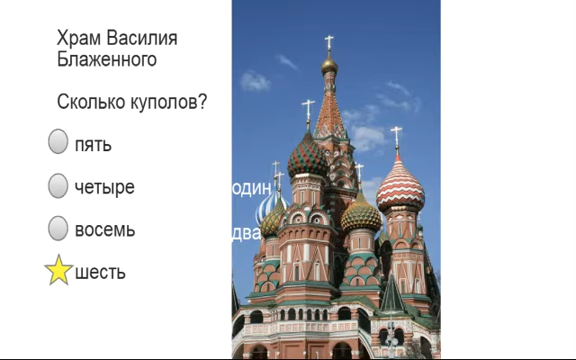 Храм Василия
Блаженного
Сколько куполов?
пять
четыре
восемь
шесть
один
два